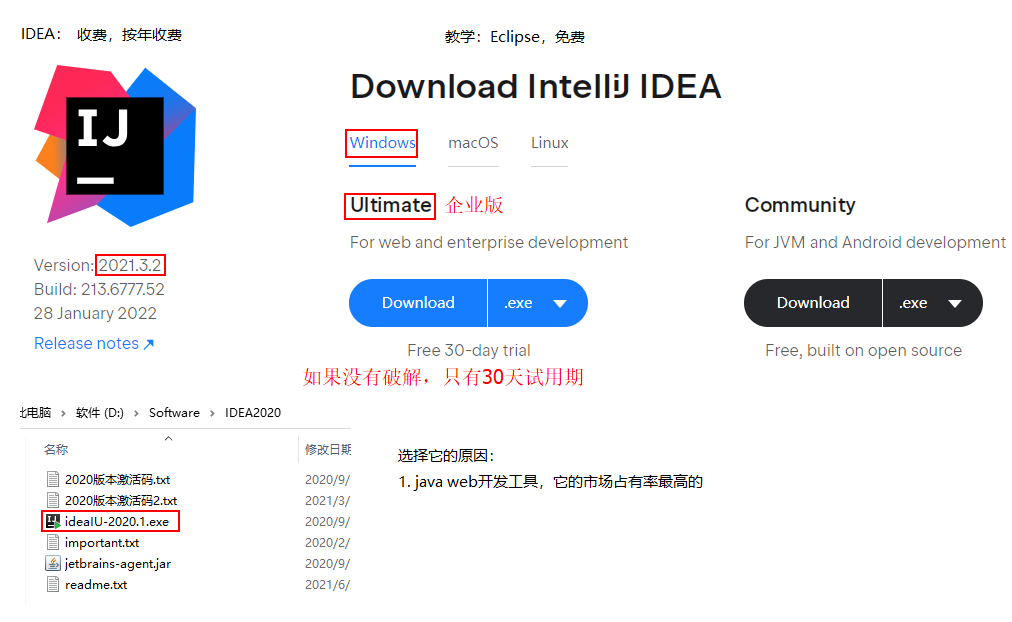 IDEA： 收费，按年收费
教学：Eclipse，免费
IJ
Download IntelliJ IDEA
Windows
macOS
Linux
Ultimate 企业版
Community
For web and enterprise development
For JVM and Android development
Version: 2021.3.2
Build: 213.6777.52
28 January 2022
Release notes ↗
Download .exe
Download .exe
Free 30-day trial
Free, built on open source
如果没有破解，只有30天试用期
电脑 › 软件 (D:) › Software › IDEA2020
名称 修改日期
2020版本激活码.txt 2020/9/
2020版本激活码2.txt 2021/3/
ideaIU-2020.1.exe 2020/9/
important.txt 2020/2/
jetbrains-agent.jar 2020/9/
readme.txt 2021/6/
选择它的原因：
1. java web开发工具，它的市场占有率最高的